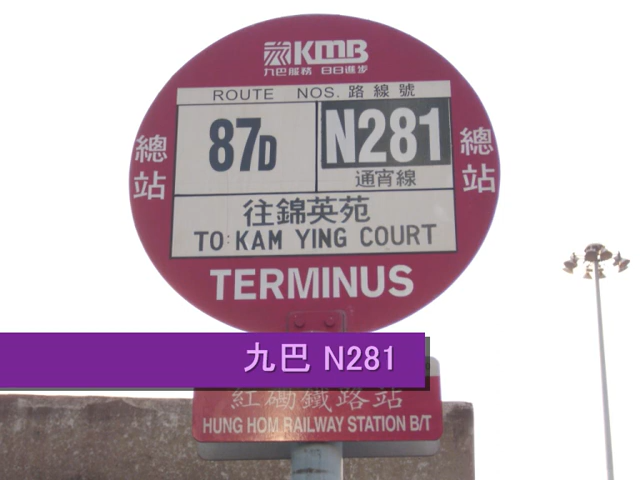 KMB
九巴服務 日日進步
ROUTE NOS. 路線號
總站
87D
N281
通宵線
總站
往錦英苑
TO: KAM YING COURT
TERMINUS
九巴 N281
紅磡鐵路站
HUNG HOM RAILWAY STATION B/T